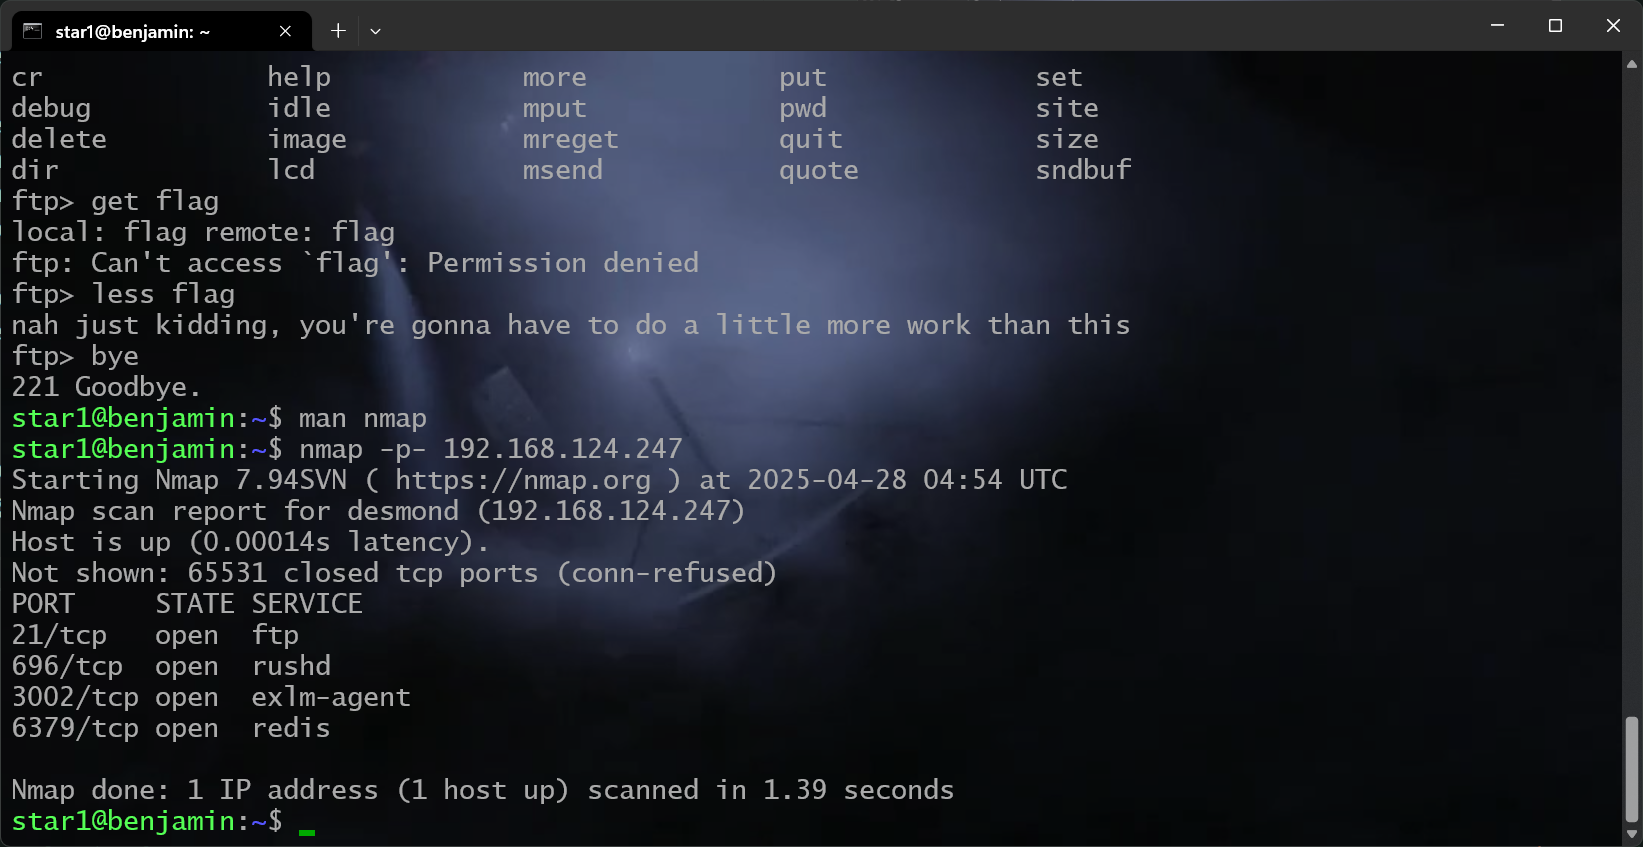 star1@benjamin: ~
cr help more put set
debug idle mput pwd site
delete image mreget quit size
dir lcd msend quote sndbuf
ftp> get flag
local: flag remote: flag
ftp: Can't access `flag': Permission denied
ftp> less flag
nah just kidding, you're gonna have to do a little more work than this
ftp> bye
221 Goodbye.
star1@benjamin:~$ man nmap
star1@benjamin:~$ nmap -p- 192.168.124.247
Starting Nmap 7.94SVN ( https://nmap.org ) at 2025-04-28 04:54 UTC
Nmap scan report for desmond (192.168.124.247)
Host is up (0.00014s latency).
Not shown: 65531 closed tcp ports (conn-refused)
PORT     STATE SERVICE
21/tcp   open  ftp
696/tcp  open  rushd
3002/tcp open  exlm-agent
6379/tcp open  redis
Nmap done: 1 IP address (1 host up) scanned in 1.39 seconds
star1@benjamin:~$